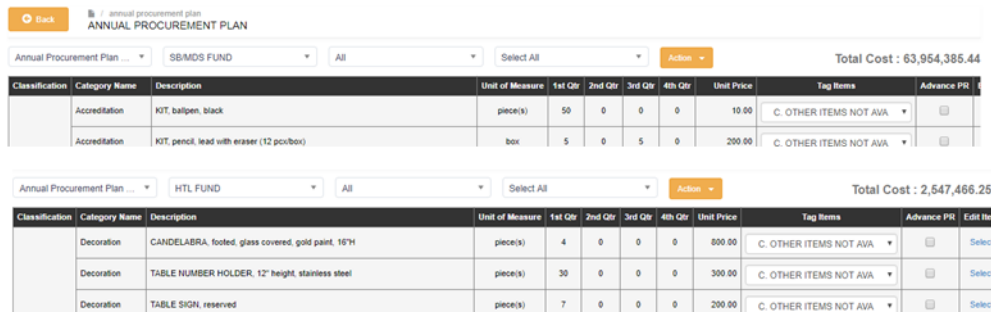 Back
/ annual procurement plan
ANNUAL PROCUREMENT PLAN
Annual Procurement Plan ... SB/MDS FUND All Select All Action Total Cost : 63,954,385.44
Classification Category Name Description Unit of Measure 1st Qtr 2nd Qtr 3rd Qtr 4th Qtr Unit Price Tag Items Advance PR
Accreditation KIT, ballpen, black piece(s) 50 0 0 0 10.00 C. OTHER ITEMS NOT AVA
Accreditation KIT, pencil, lead with eraser (12 pcx/box) box 5 0 5 0 200.00 C. OTHER ITEMS NOT AVA
Annual Procurement Plan ... HTL FUND All Select All Action Total Cost : 2,547,466.25
Classification Category Name Description Unit of Measure 1st Qtr 2nd Qtr 3rd Qtr 4th Qtr Unit Price Tag Items Advance PR Edit Ite
Decoration CANDELABRA, footed, glass covered, gold paint, 16"H piece(s) 4 0 0 0 800.00 C. OTHER ITEMS NOT AVA Selec
Decoration TABLE NUMBER HOLDER, 12" height, stainless steel piece(s) 30 0 0 0 300.00 C. OTHER ITEMS NOT AVA Selec
Decoration TABLE SIGN, reserved piece(s) 7 0 0 0 200.00 C. OTHER ITEMS NOT AVA Selec